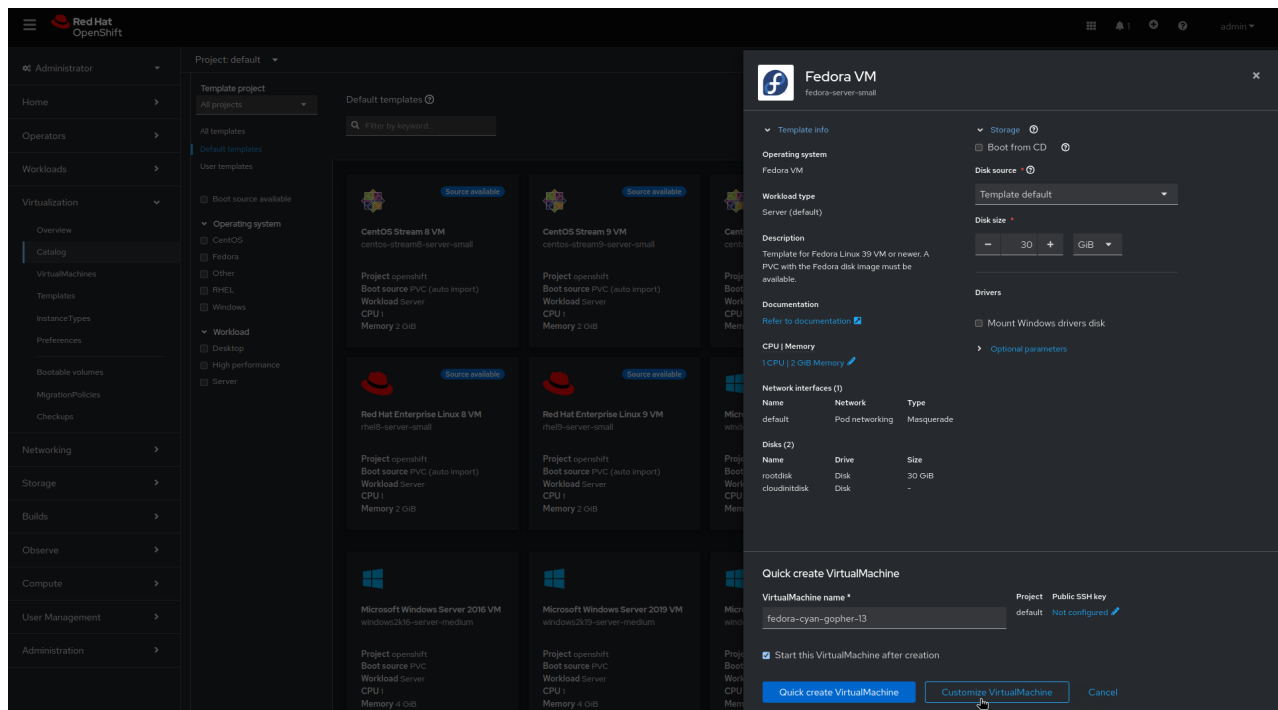 Red Hat
OpenShift
1
admin
Administrator
Home
Operators
Workloads
Virtualization
Overview
Catalog
VirtualMachines
Templates
InstanceTypes
Preferences
Bootable volumes
MigrationPolicies
Checkups
Networking
Storage
Builds
Observe
Compute
User Management
Administration
Project: default
Template project
All projects
All templates
Default templates
User templates
Boot source available
Operating system
CentOS
Fedora
Other
RHEL
Windows
Workload
Desktop
High performance
Server
Default templates
Filter by keyword...
Source available
CentOS Stream 8 VM
centos-stream8-server-small
Project openshift
Boot source PVC (auto import)
Workload Server
CPU 1
Memory 2 GiB
Source available
CentOS Stream 9 VM
centos-stream9-server-small
Project openshift
Boot source PVC (auto import)
Workload Server
CPU 1
Memory 2 GiB
Source available
Red Hat Enterprise Linux 8 VM
rhel8-server-small
Project openshift
Boot source PVC (auto import)
Workload Server
CPU 1
Memory 2 GiB
Source available
Red Hat Enterprise Linux 9 VM
rhel9-server-small
Project openshift
Boot source PVC (auto import)
Workload Server
CPU 1
Memory 2 GiB
Microsoft Windows Server 2016 VM
windows2k16-server-medium
Project openshift
Boot source PVC
Workload Server
CPU 1
Memory 4 GiB
Microsoft Windows Server 2019 VM
windows2k19-server-medium
Project openshift
Boot source PVC
Workload Server
CPU 1
Memory 4 GiB
Fedora VM
fedora-server-small
Template info
Operating system
Fedora VM
Workload type
Server (default)
Description
Template for Fedora Linux 39 VM or newer. A
PVC with the Fedora disk image must be
available.
Documentation
Refer to documentation
CPU | Memory
1 CPU | 2 GiB Memory
Network interfaces (1)
Name Network Type
default Pod networking Masquerade
Disks (2)
Name Drive Size
rootdisk Disk 30 GiB
cloudinitdisk Disk -
Storage
Boot from CD
Disk source *
Template default
Disk size *
30 GiB
Drivers
Mount Windows drivers disk
Optional parameters
Quick create VirtualMachine
VirtualMachine name * Project Public SSH key
fedora-cyan-gopher-13 default Not configured
Start this VirtualMachine after creation
Quick create VirtualMachine Customize VirtualMachine Cancel